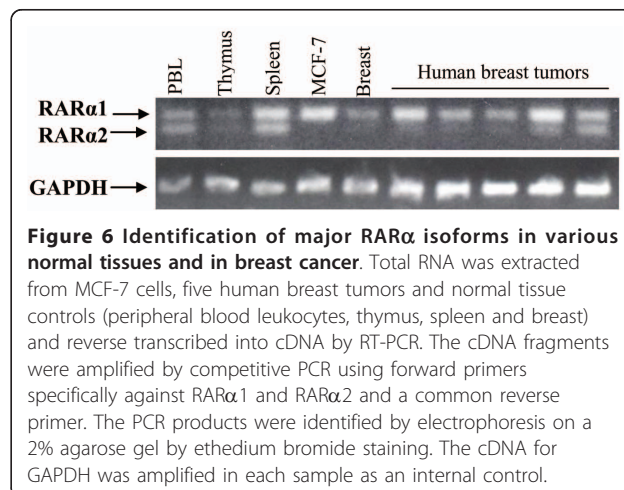 PBL
Thymus
Spleen
MCF-7
Breast
Human breast tumors
RARα1
RARα2
GAPDH
Figure 6 Identification of major RARα isoforms in various
normal tissues and in breast cancer. Total RNA was extracted
from MCF-7 cells, five human breast tumors and normal tissue
controls (peripheral blood leukocytes, thymus, spleen and breast)
and reverse transcribed into cDNA by RT-PCR. The cDNA fragments
were amplified by competitive PCR using forward primers
specifically against RARα1 and RARα2 and a common reverse
primer. The PCR products were identified by electrophoresis on a
2% agarose gel by ethedium bromide staining. The cDNA for
GAPDH was amplified in each sample as an internal control.